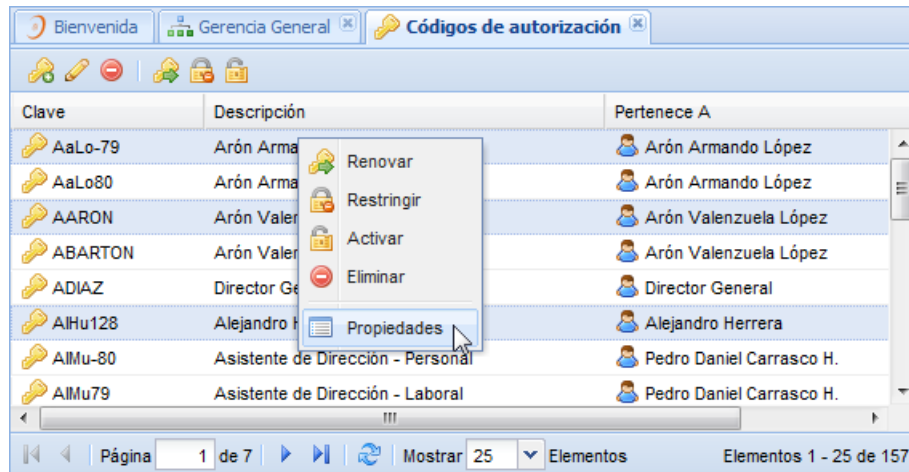 Bienvenida Gerencia General Códigos de autorización
Clave Descripción Pertenece A
AaLo-79 Arón Arma Arón Armando López
AaLo80 Arón Arma Arón Armando López
AARON Arón Valer Arón Valenzuela López
ABARTON Arón Valer Arón Valenzuela López
ADIAZ Director Ge Director General
AlHu128 Alejandro H Alejandro Herrera
AlMu-80 Asistente de Dirección - Personal Pedro Daniel Carrasco H.
AlMu79 Asistente de Dirección - Laboral Pedro Daniel Carrasco H.
Renovar
Restringir
Activar
Eliminar
Propiedades
Página 1 de 7 Mostrar 25 Elementos Elementos 1 - 25 de 157